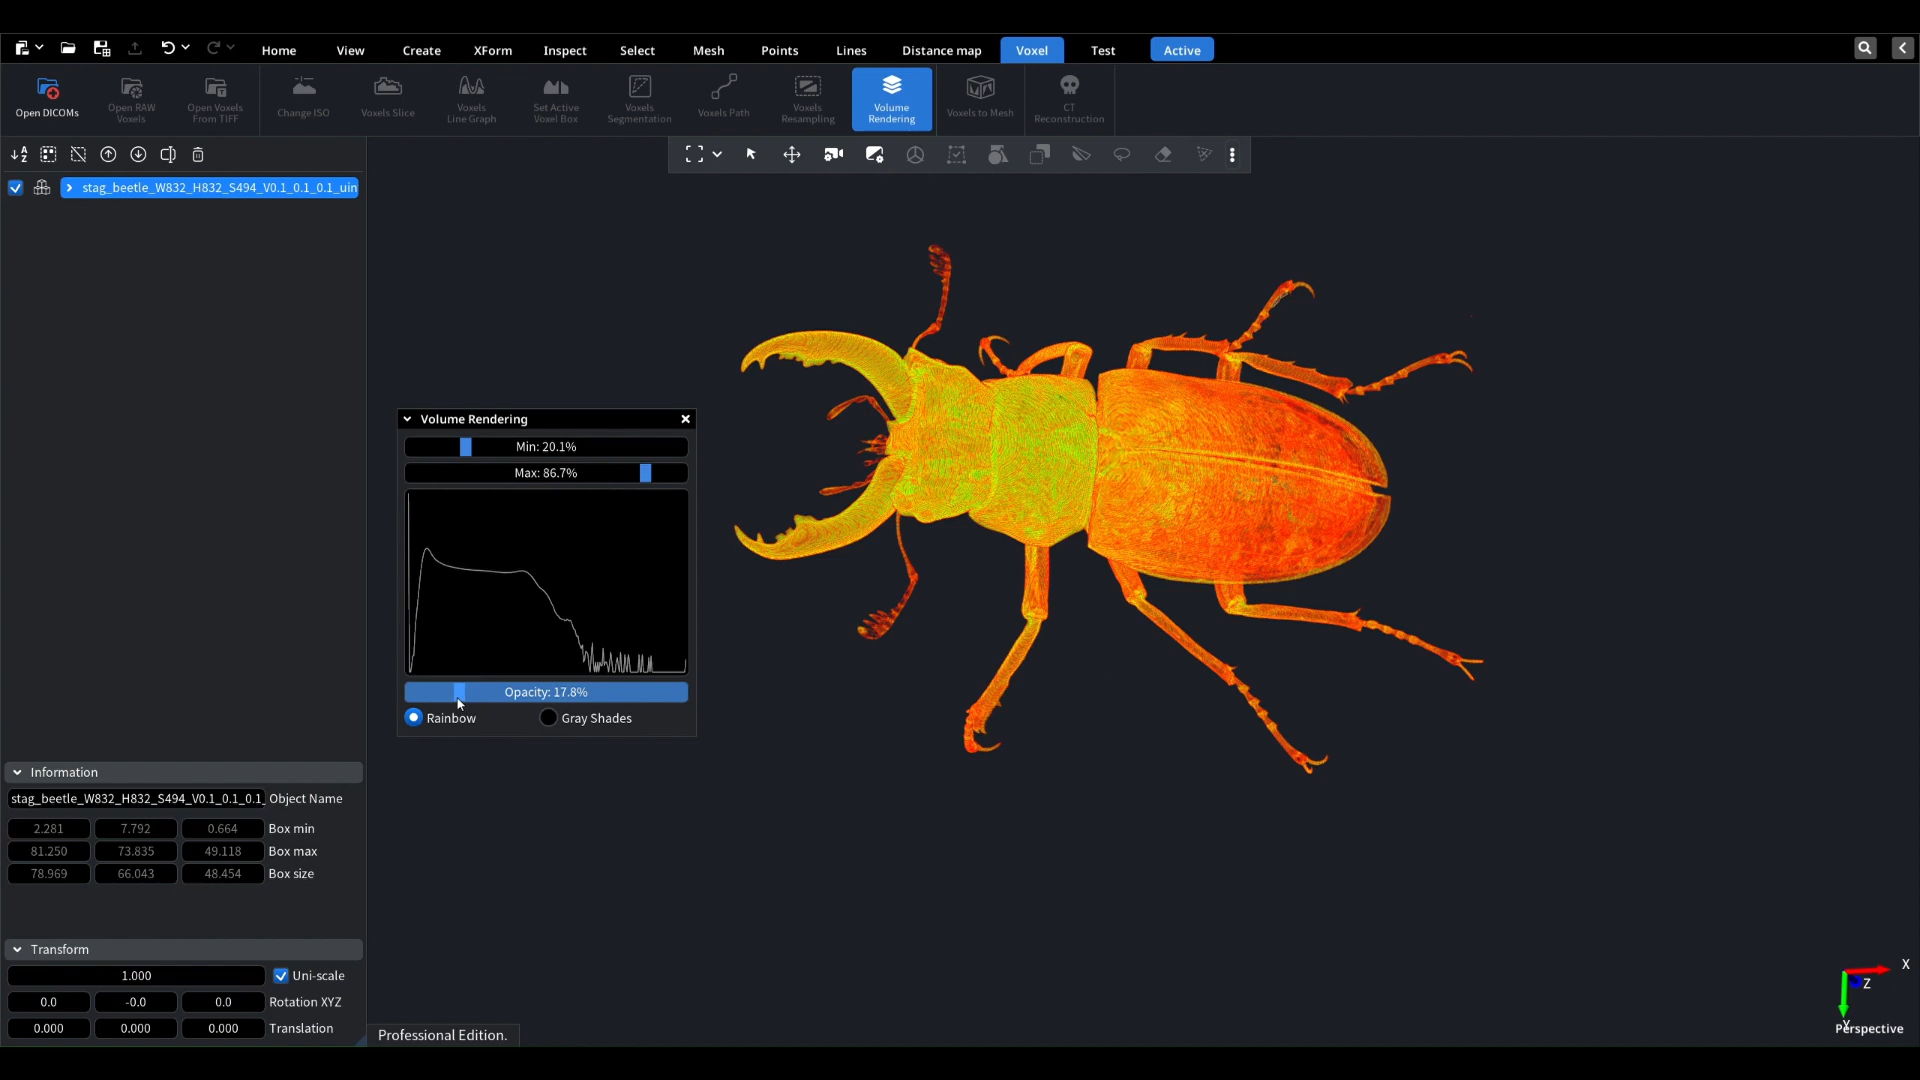 Home View Create XForm Inspect Select Mesh Points Lines Distance map Voxel Test Active
Open DICOMs
Open RAW Voxels
Open Voxels From TIFF
Change ISO
Voxels Slice
Voxels Line Graph
Set Active Voxel Box
Voxels Segmentation
Voxels Path
Voxels Resampling
Volume Rendering
Voxels to Mesh
CT Reconstruction
stag_beetle_W832_H832_S494_V0.1_0.1_0.1_uin
Volume Rendering
Min: 20.1%
Max: 86.7%
Opacity: 17.8%
Rainbow Gray Shades
Information
stag_beetle_W832_H832_S494_V0.1_0.1_0.1_ Object Name
2.281 7.792 0.664 Box min
81.250 73.835 49.118 Box max
78.969 66.043 48.454 Box size
Transform
1.000 Uni-scale
0.0 -0.0 0.0 Rotation XYZ
0.000 0.000 0.000 Translation
Professional Edition.
X
Z
Y
Perspective